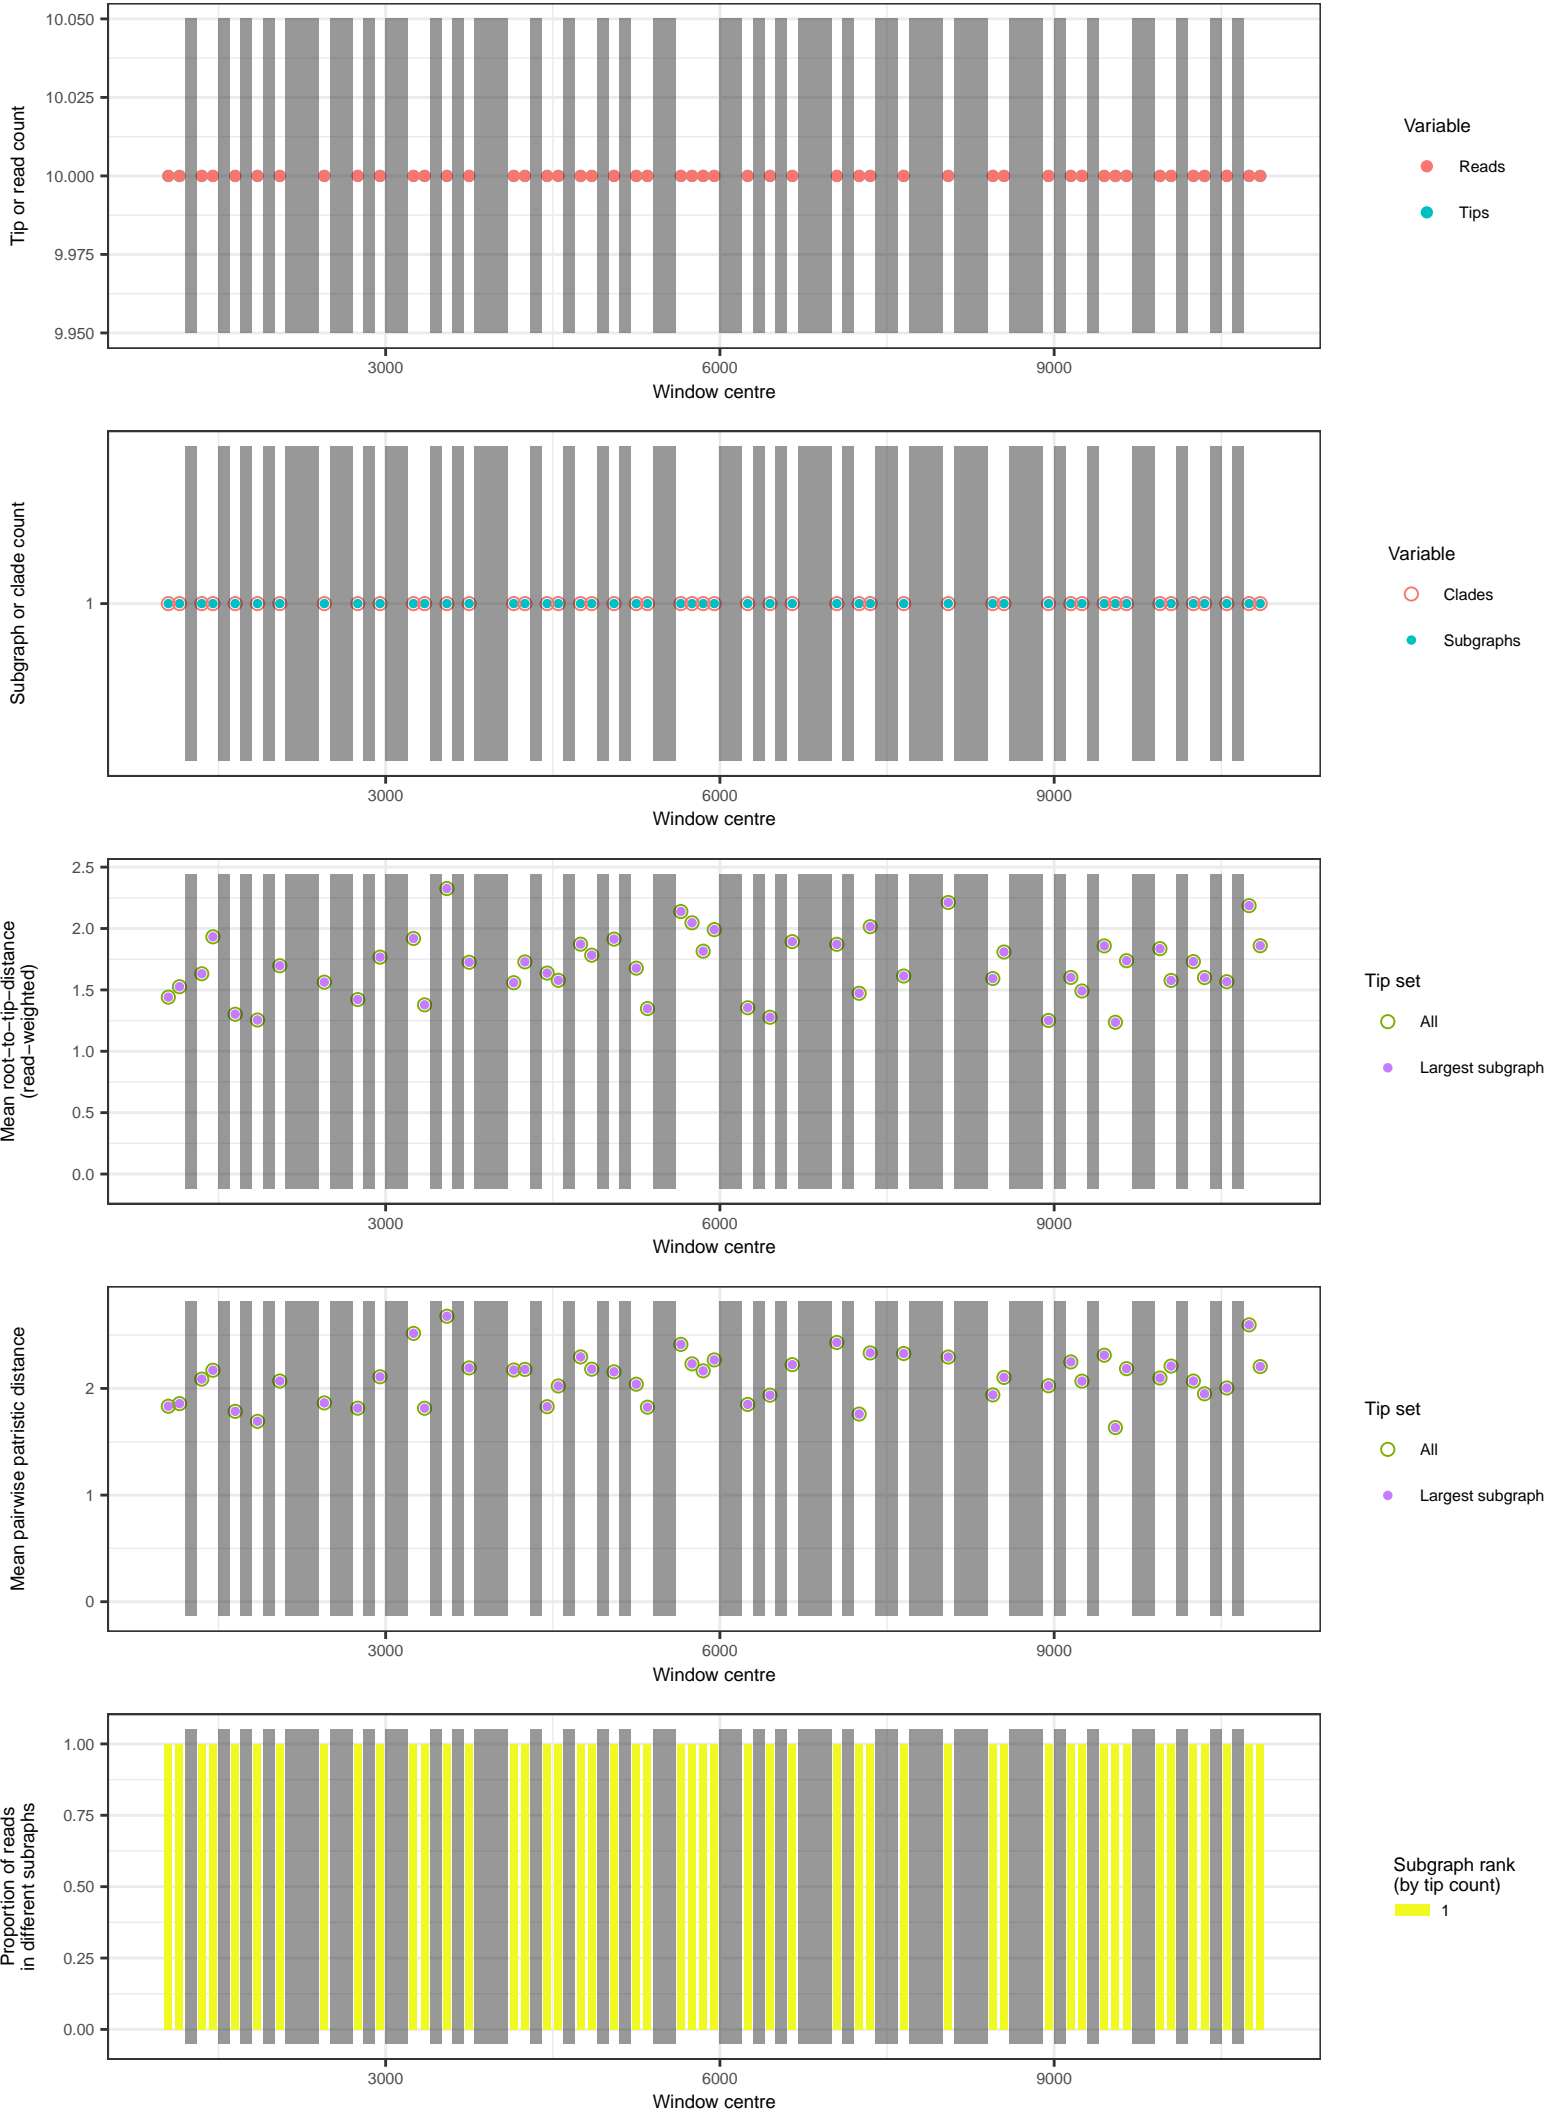 10.050
10.025
10.000
9.975
9.950
Tip or read count
3000
6000
9000
Window centre
Variable
Reads
Tips
Subgraph or clade count
1
3000
6000
9000
Window centre
Variable
Clades
Subgraphs
Mean root−to−tip−distance
(read−weighted)
2.5
2.0
1.5
1.0
0.5
0.0
3000
6000
9000
Window centre
Tip set
All
Largest subgraph
Mean pairwise patristic distance
2
1
0
3000
6000
9000
Window centre
Tip set
All
Largest subgraph
Proportion of reads
in different subraphs
1.00
0.75
0.50
0.25
0.00
3000
6000
9000
Window centre
Subgraph rank
(by tip count)
1